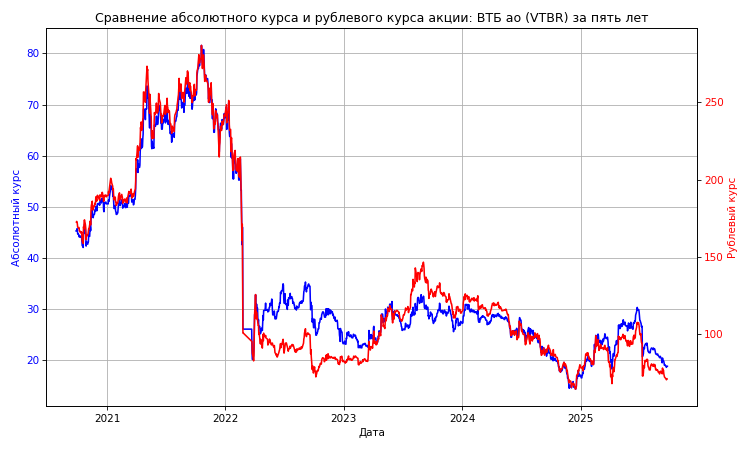 Сравнение абсолютного курса и рублевого курса акции: ВТБ ао (VTBR) за пять лет
80
70
60
50
40
30
20
Абсолютный курс
250
200
150
100
Рублевый курс
2021 2022 2023 2024 2025
Дата